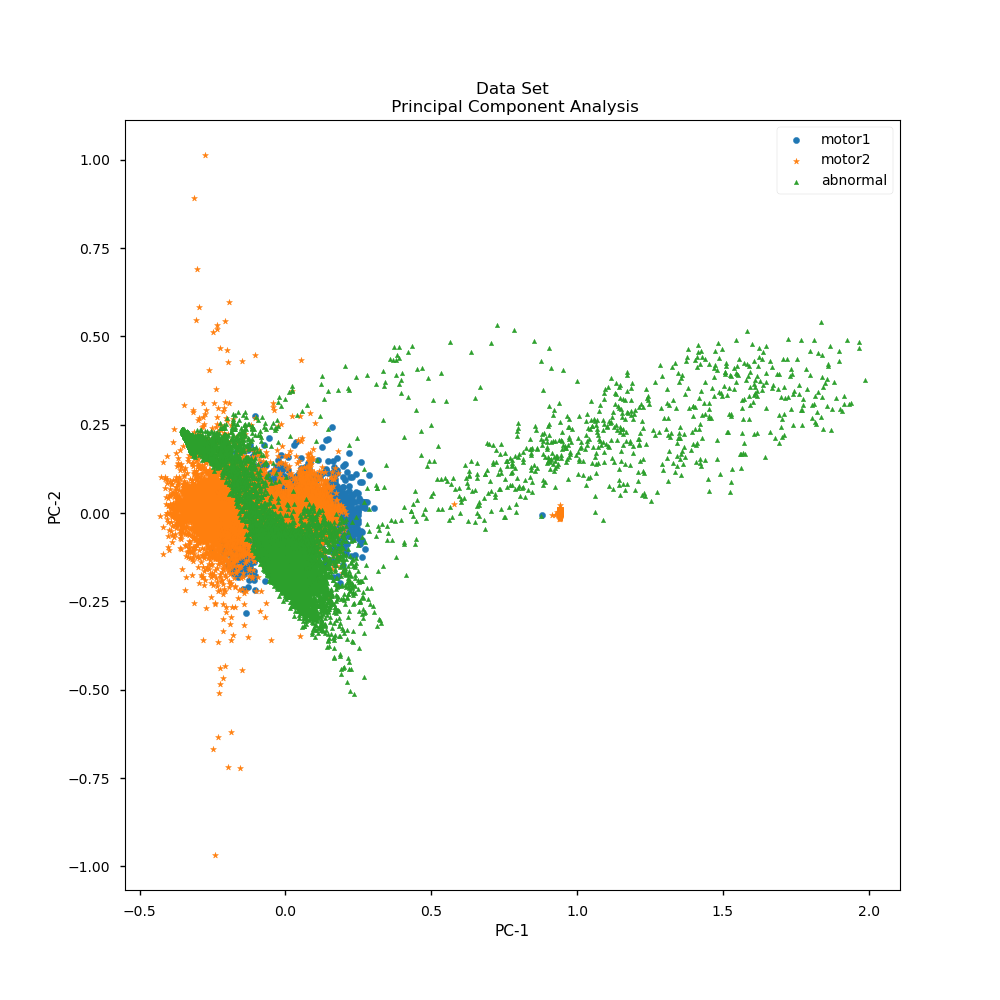 Data Set
Principal Component Analysis
motor1
motor2
abnormal
1.00
0.75
0.50
0.25
0.00
−0.25
−0.50
−0.75
−1.00
PC-2
−0.5
0.0
0.5
1.0
1.5
2.0
PC-1